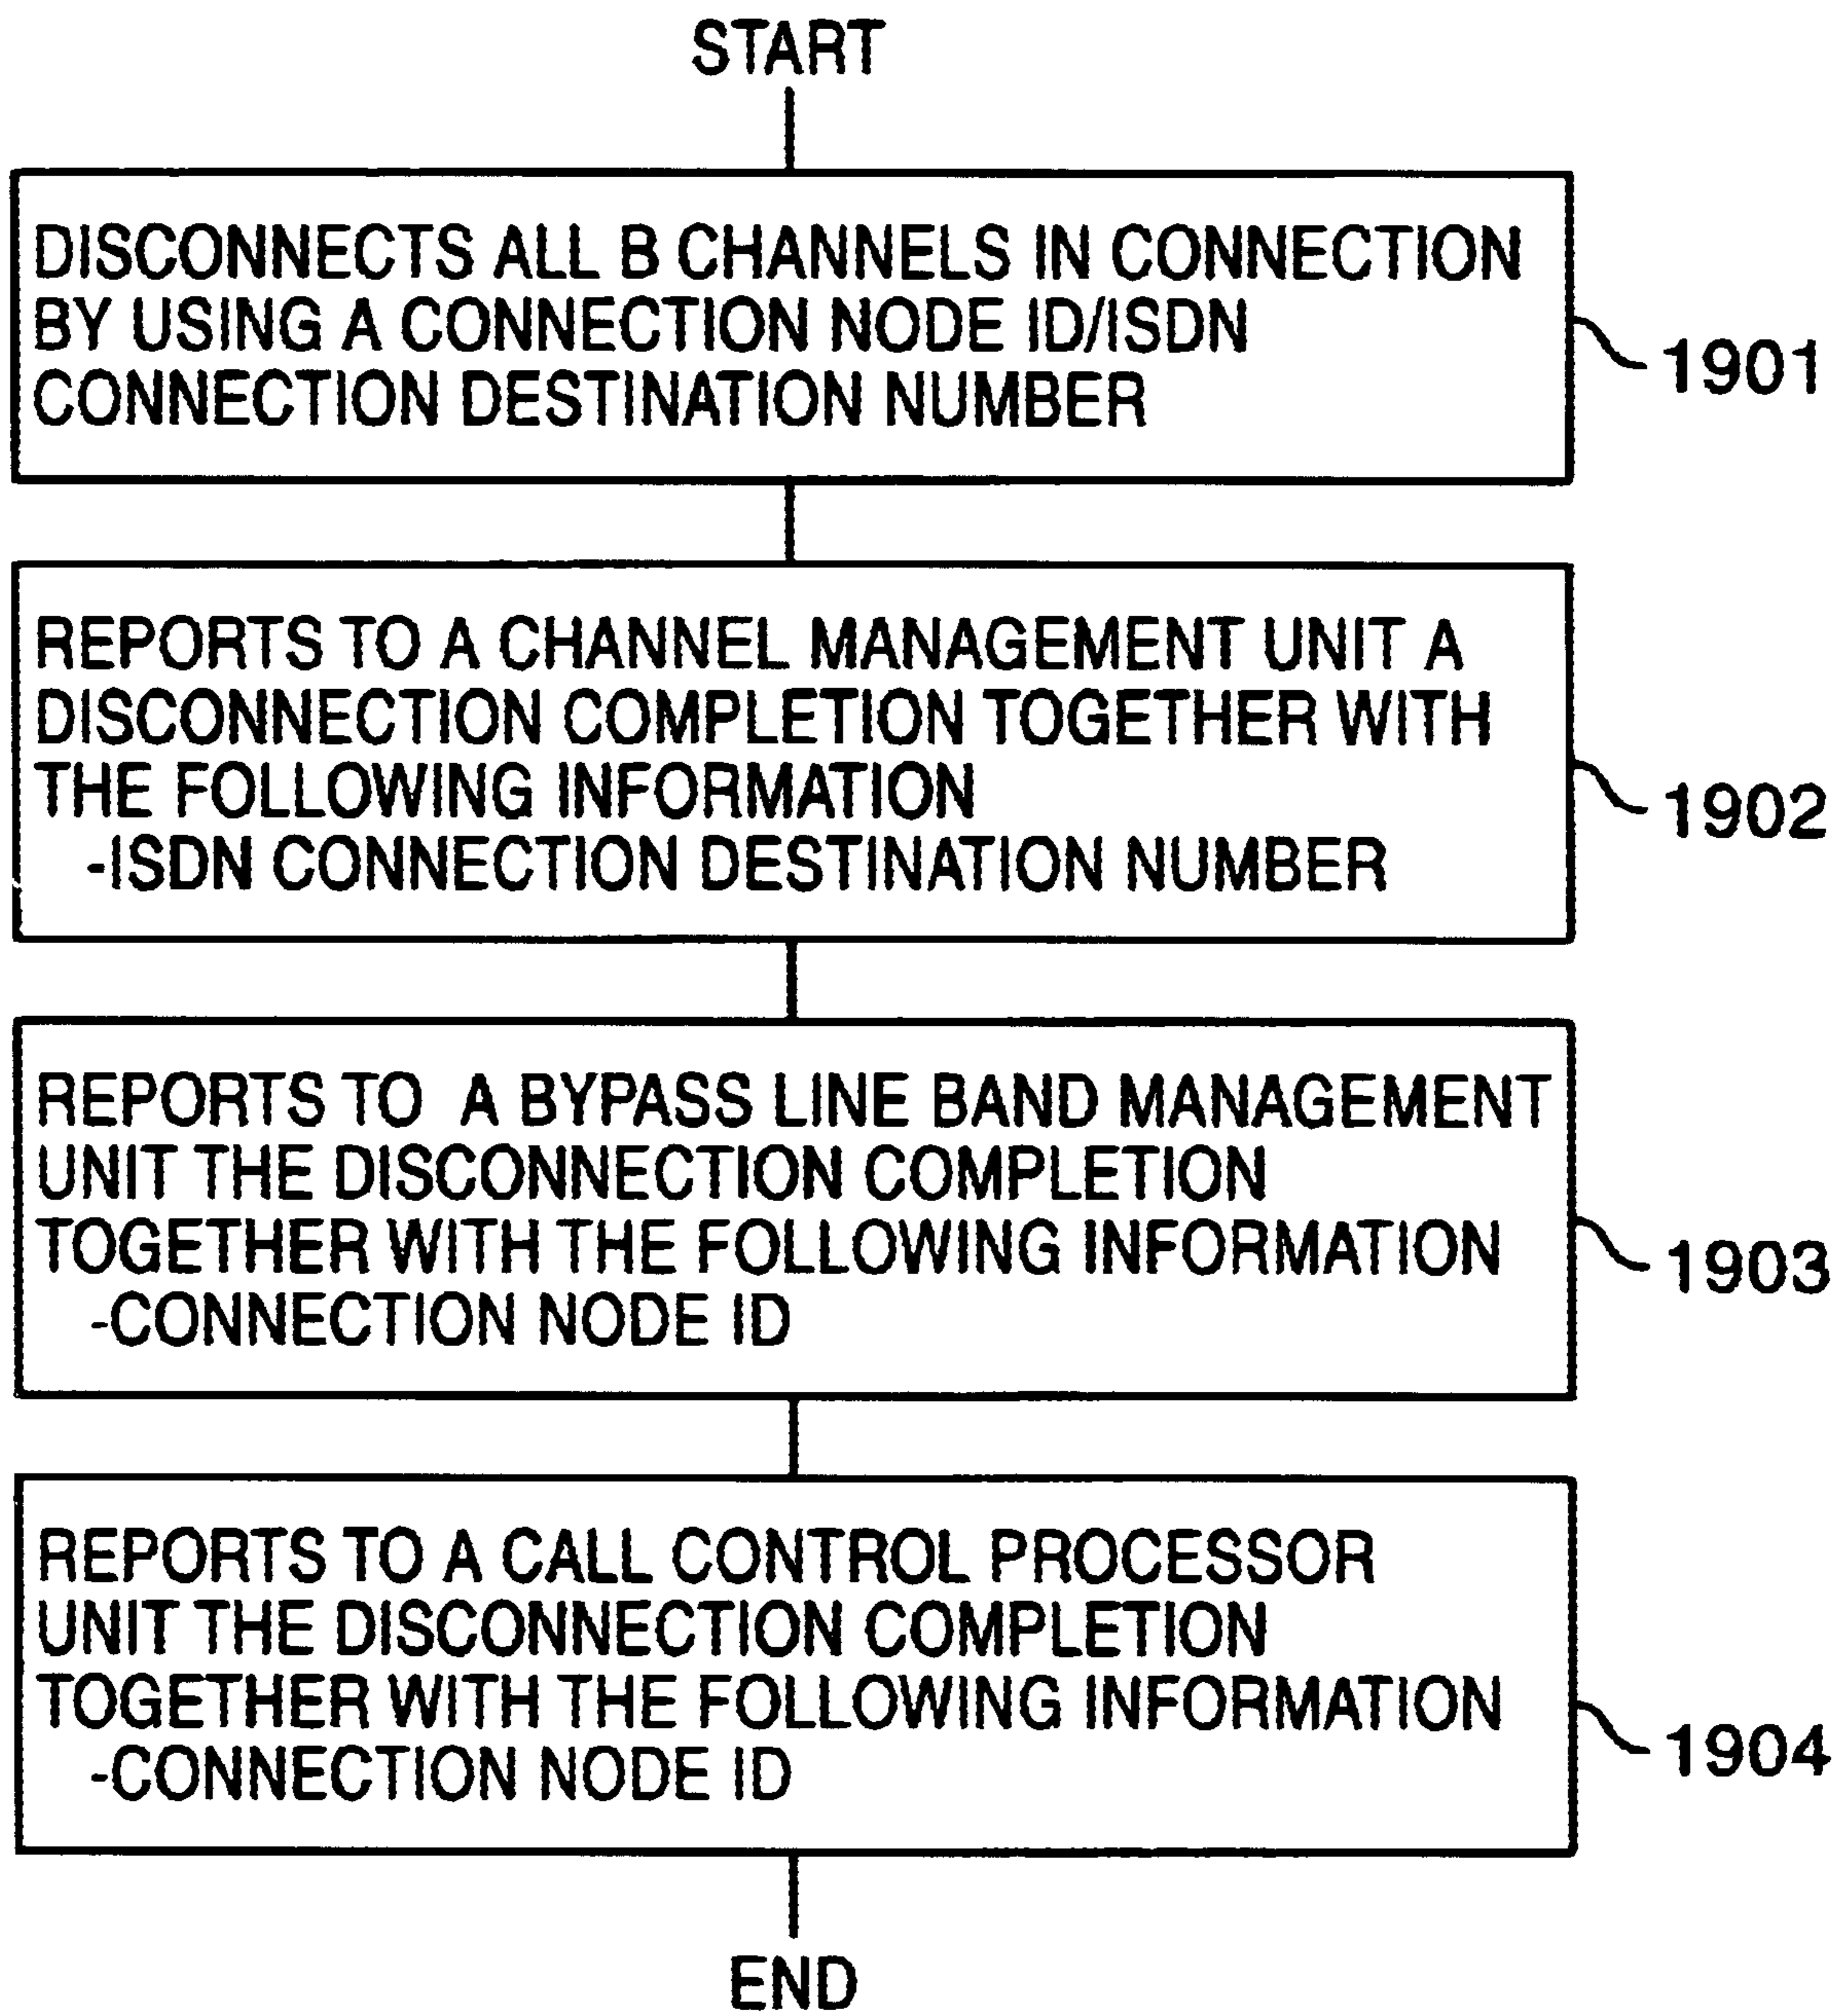 START
DISCONNECTS ALL B CHANNELS IN CONNECTION
BY USING A CONNECTION NODE ID/ISDN
CONNECTION DESTINATION NUMBER
1901
REPORTS TO A CHANNEL MANAGEMENT UNIT A
DISCONNECTION COMPLETION TOGETHER WITH
THE FOLLOWING INFORMATION
-ISDN CONNECTION DESTINATION NUMBER
1902
REPORTS TO A BYPASS LINE BAND MANAGEMENT
UNIT THE DISCONNECTION COMPLETION
TOGETHER WITH THE FOLLOWING INFORMATION
-CONNECTION NODE ID
1903
REPORTS TO A CALL CONTROL PROCESSOR
UNIT THE DISCONNECTION COMPLETION
TOGETHER WITH THE FOLLOWING INFORMATION
-CONNECTION NODE ID
1904
END